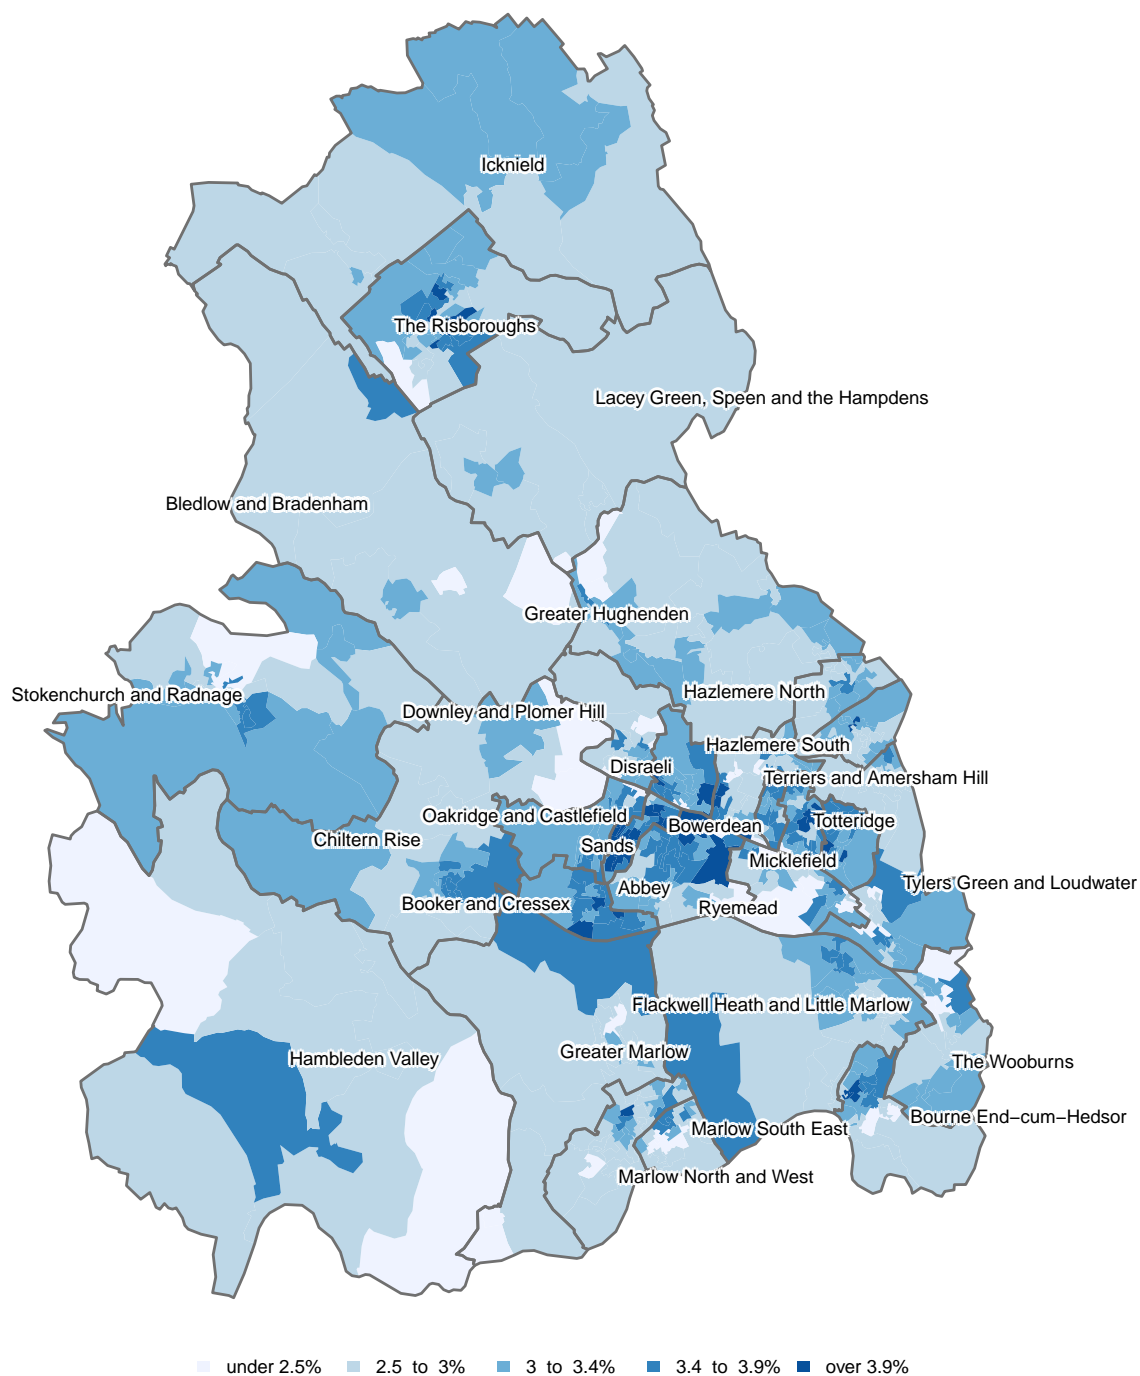 Icknield
The Risboroughs
Lacey Green, Speen and the Hampdens
Bledlow and Bradenham
Greater Hughenden
Stokenchurch and Radnage
Hazlemere North
Downley and Plomer Hill
Hazlemere South
Disraeli
Terriers and Amersham Hill
Oakridge and Castlefield
Totteridge
Bowerdean
Chiltern Rise
Sands
Micklefield
Tylers Green and Loudwater
Abbey
Booker and Cressex
Ryemead
Flackwell Heath and Little Marlow
Greater Marlow
Hambleden Valley
The Wooburns
Bourne End−cum−Hedsor
Marlow South East
Marlow North and West
under 2.5% 2.5 to 3% 3 to 3.4% 3.4 to 3.9% over 3.9%